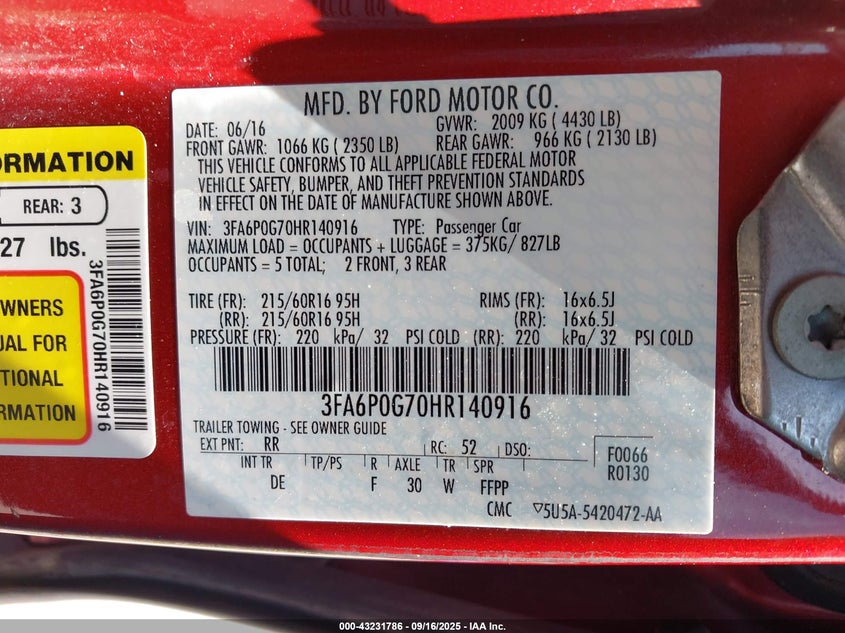 ORMATION
REAR: 3
27 lbs.
OWNERS
UAL FOR
TIONAL
ORMATION
3FA6P0G70HR140916
MFD. BY FORD MOTOR CO.
DATE: 06/16 GVWR: 2009 KG ( 4430 LB)
FRONT GAWR: 1066 KG ( 2350 LB) REAR GAWR: 966 KG ( 2130 LB)
THIS VEHICLE CONFORMS TO ALL APPLICABLE FEDERAL MOTOR
VEHICLE SAFETY, BUMPER, AND THEFT PREVENTION STANDARDS
IN EFFECT ON THE DATE OF MANUFACTURE SHOWN ABOVE.
VIN: 3FA6P0G70HR140916 TYPE: Passenger Car
MAXIMUM LOAD = OCCUPANTS + LUGGAGE = 375KG/ 827LB
OCCUPANTS = 5 TOTAL; 2 FRONT, 3 REAR
TIRE (FR): 215/60R16 95H RIMS (FR): 16x6.5J
(RR): 215/60R16 95H (RR): 16x6.5J
PRESSURE (FR): 220 kPa/ 32 PSI COLD (RR): 220 kPa/ 32 PSI COLD
3FA6P0G70HR140916
TRAILER TOWING - SEE OWNER GUIDE
EXT PNT: RR RC: 52 DSO: F0066
INT TR TP/PS R AXLE TR SPR R0130
DE F 30 W FFPP
CMC ▽5U5A-5420472-AA
000-43231786 - 09/16/2025 - IAA Inc.